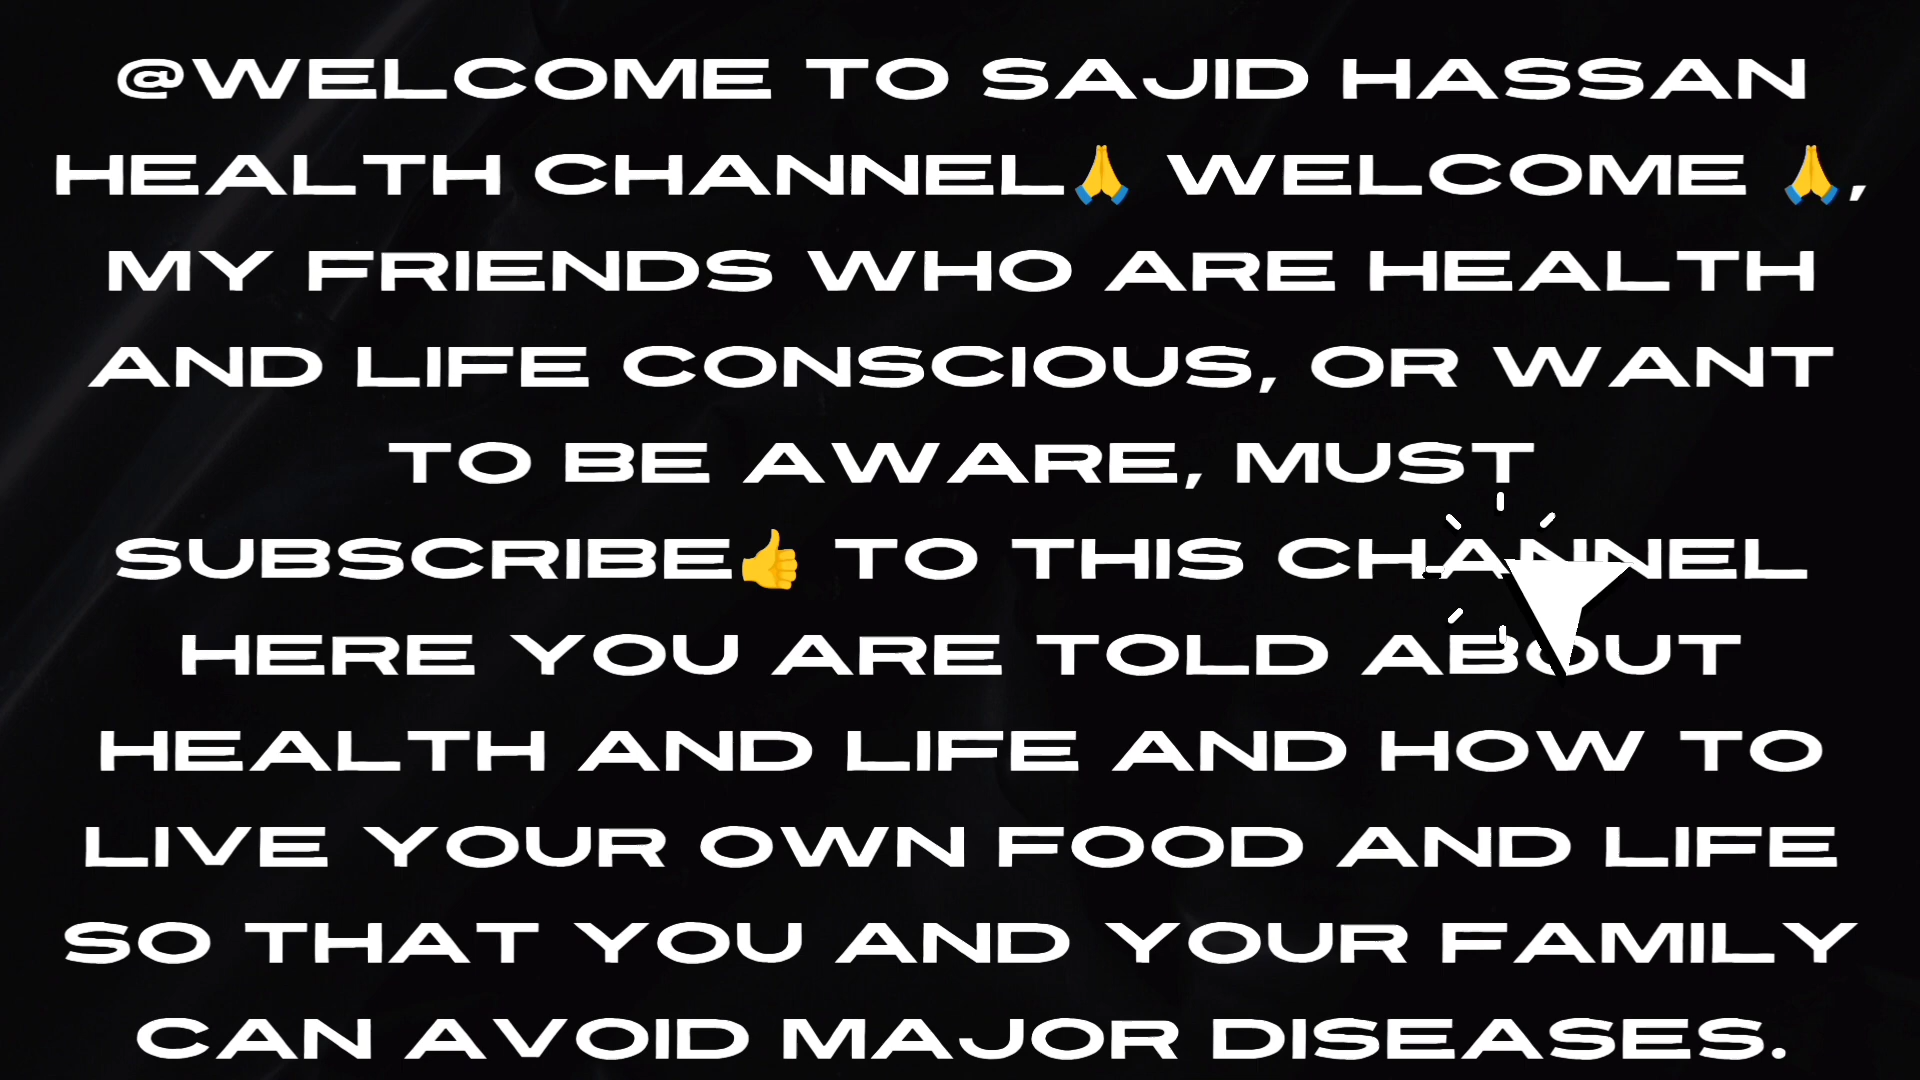 @WELCOME TO SAJID HASSAN
HEALTH CHANNEL🙏 WELCOME 🙏,
MY FRIENDS WHO ARE HEALTH
AND LIFE CONSCIOUS, OR WANT
TO BE AWARE, MUST
SUBSCRIBE👍 TO THIS CHANNEL
HERE YOU ARE TOLD ABOUT
HEALTH AND LIFE AND HOW TO
LIVE YOUR OWN FOOD AND LIFE
SO THAT YOU AND YOUR FAMILY
CAN AVOID MAJOR DISEASES.